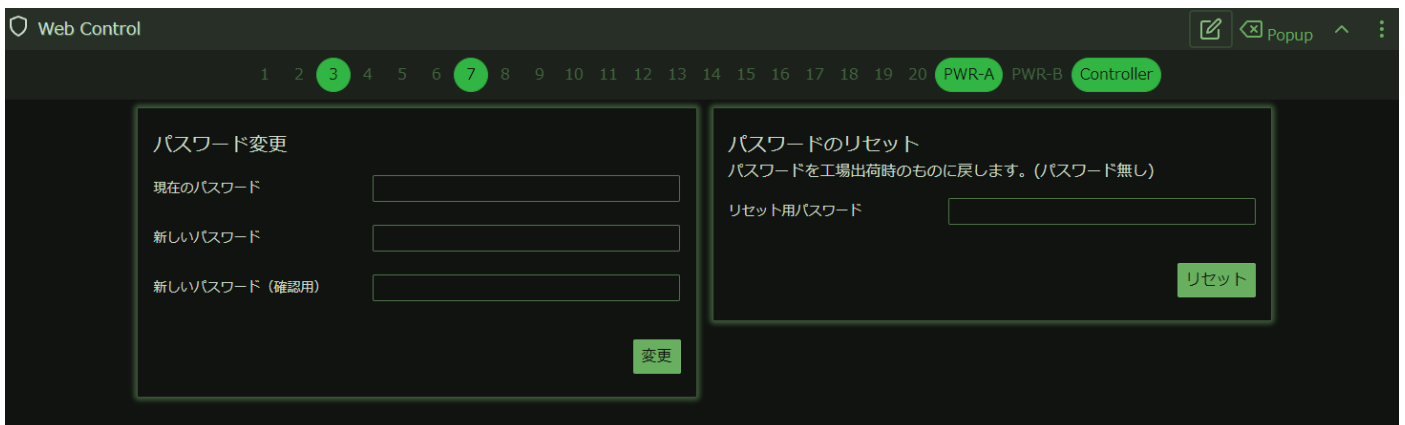 Web Control
Popup
1 2 3 4 5 6 7 8 9 10 11 12 13 14 15 16 17 18 19 20 PWR-A PWR-B Controller
パスワード変更
現在のパスワード
新しいパスワード
新しいパスワード（確認用）
変更
パスワードのリセット
パスワードを工場出荷時のものに戻します。(パスワード無し)
リセット用パスワード
リセット